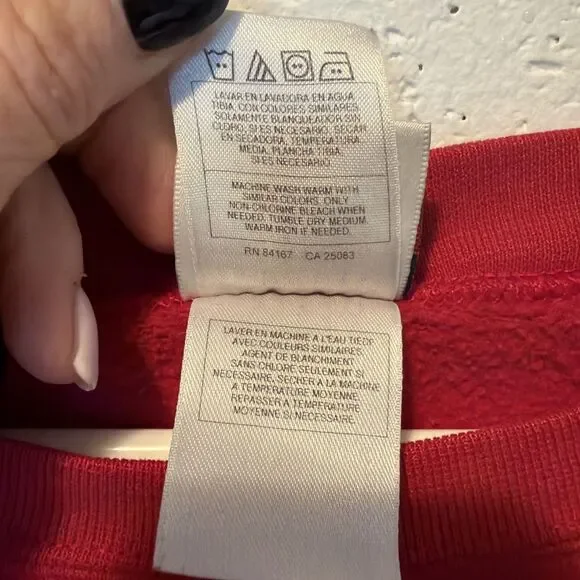 LAVAR EN LAVADORA EN AGUA
TIBIA, CON COLORES SIMILARES.
SOLAMENTE BLANQUEADOR SIN
CLORO, SI ES NECESARIO. SECAR
EN SECADORA, TEMPERATURA
MEDIA. PLANCHA TIBIA
SI ES NECESARIO.
MACHINE WASH WARM WITH
SIMILAR COLORS. ONLY
NON-CHLORINE BLEACH WHEN
NEEDED. TUMBLE DRY MEDIUM.
WARM IRON IF NEEDED.
RN 84167 CA 25083
LAVER EN MACHINE A L'EAU TIEDE
AVEC COULEURS SIMILAIRES
AGENT DE BLANCHIMENT
SANS CHLORE SEULEMENT SI
NECESSAIRE, SECHER A LA MACHINE
A TEMPERATURE MOYENNE
REPASSER A TEMPERATURE
MOYENNE SI NECESSAIRE.